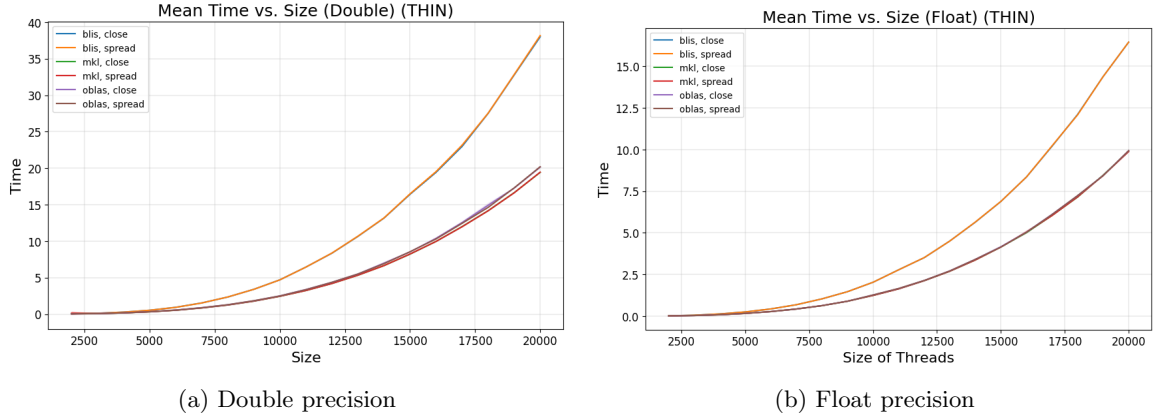 Mean Time vs. Size (Double) (THIN)
40
35
30
25
20
15
10
5
0
Time
blis, close
blis, spread
mkl, close
mkl, spread
oblas, close
oblas, spread
2500 5000 7500 10000 12500 15000 17500 20000
Size
(a) Double precision
Mean Time vs. Size (Float) (THIN)
15.0
12.5
10.0
7.5
5.0
2.5
0.0
Time
blis, close
blis, spread
mkl, close
mkl, spread
oblas, close
oblas, spread
2500 5000 7500 10000 12500 15000 17500 20000
Size of Threads
(b) Float precision